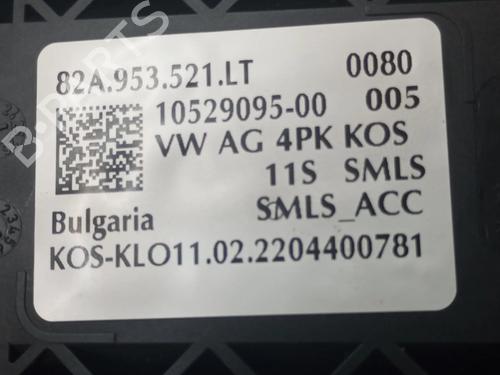 B-PARTS
82A.953.521.LT 0080
10529095-00 005
VW AG 4PK KOS
11S SMLS
Bulgaria SMLS_ACC
KOS-KLO11.02.2204400781